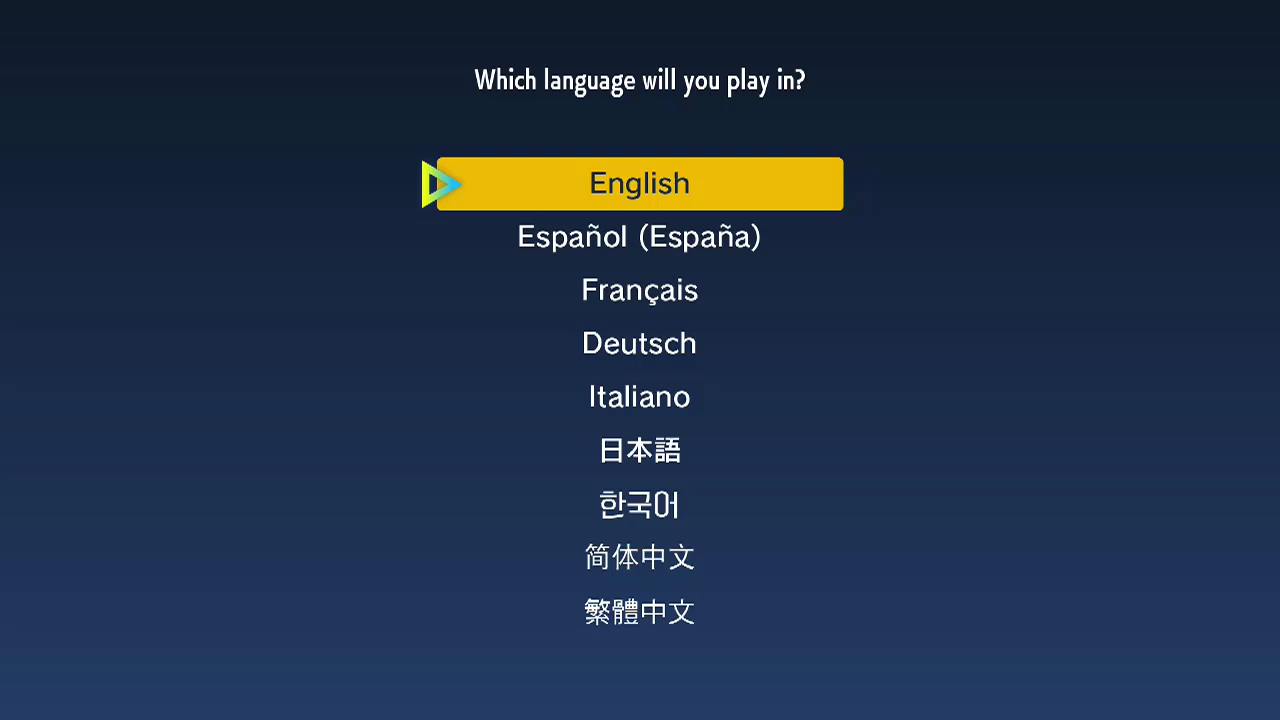 Which language will you play in?
English
Español (España)
Français
Deutsch
Italiano
日本語
한국어
简体中文
繁體中文